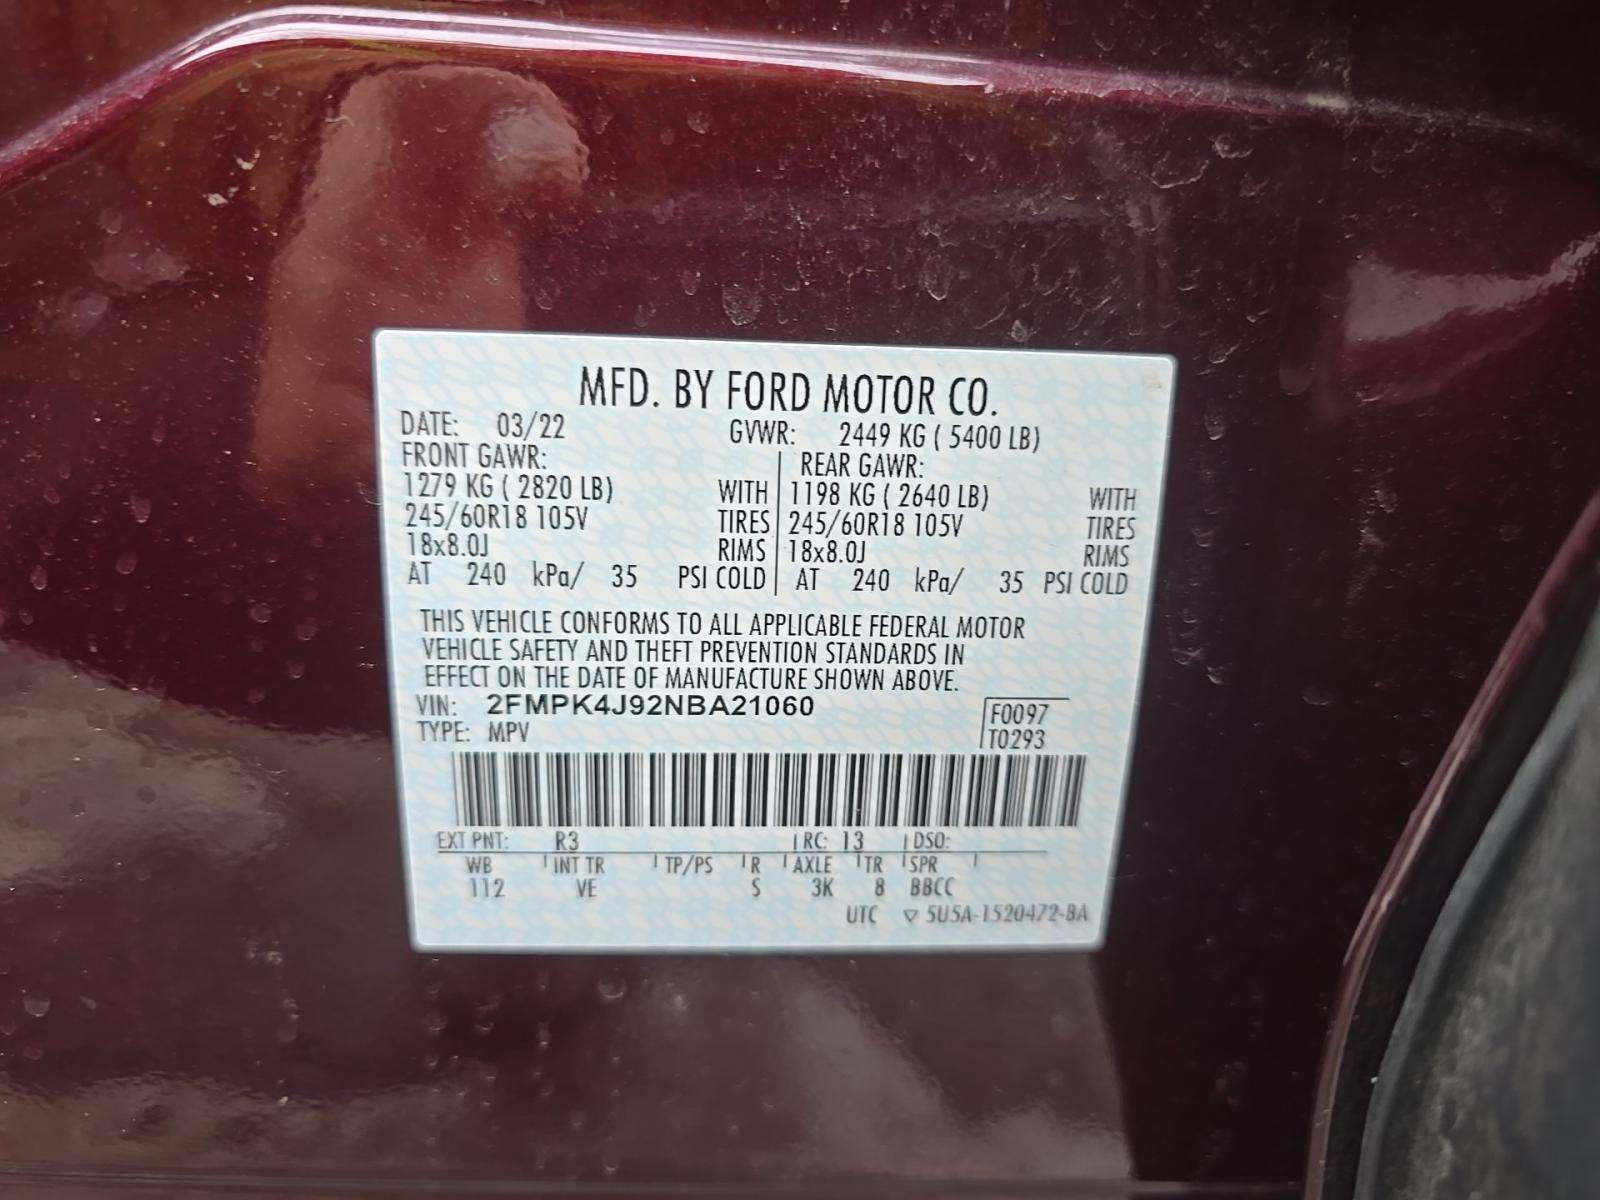 MFD. BY FORD MOTOR CO.
DATE: 03/22 GVWR: 2449 KG ( 5400 LB)
FRONT GAWR: REAR GAWR:
1279 KG ( 2820 LB) WITH 1198 KG ( 2640 LB) WITH
245/60R18 105V TIRES 245/60R18 105V TIRES
18x8.0J RIMS 18x8.0J RIMS
AT 240 kPa/ 35 PSI COLD AT 240 kPa/ 35 PSI COLD
THIS VEHICLE CONFORMS TO ALL APPLICABLE FEDERAL MOTOR
VEHICLE SAFETY AND THEFT PREVENTION STANDARDS IN
EFFECT ON THE DATE OF MANUFACTURE SHOWN ABOVE.
VIN: 2FMPK4J92NBA21060 F0097
TYPE: MPV T0293
EXT PNT: R3 RC: 13 DSO:
WB INT TR TP/PS R AXLE TR SPR
112 VE S 3K 8 BBCC
UTC ▽ 5U5A-1520472-BA